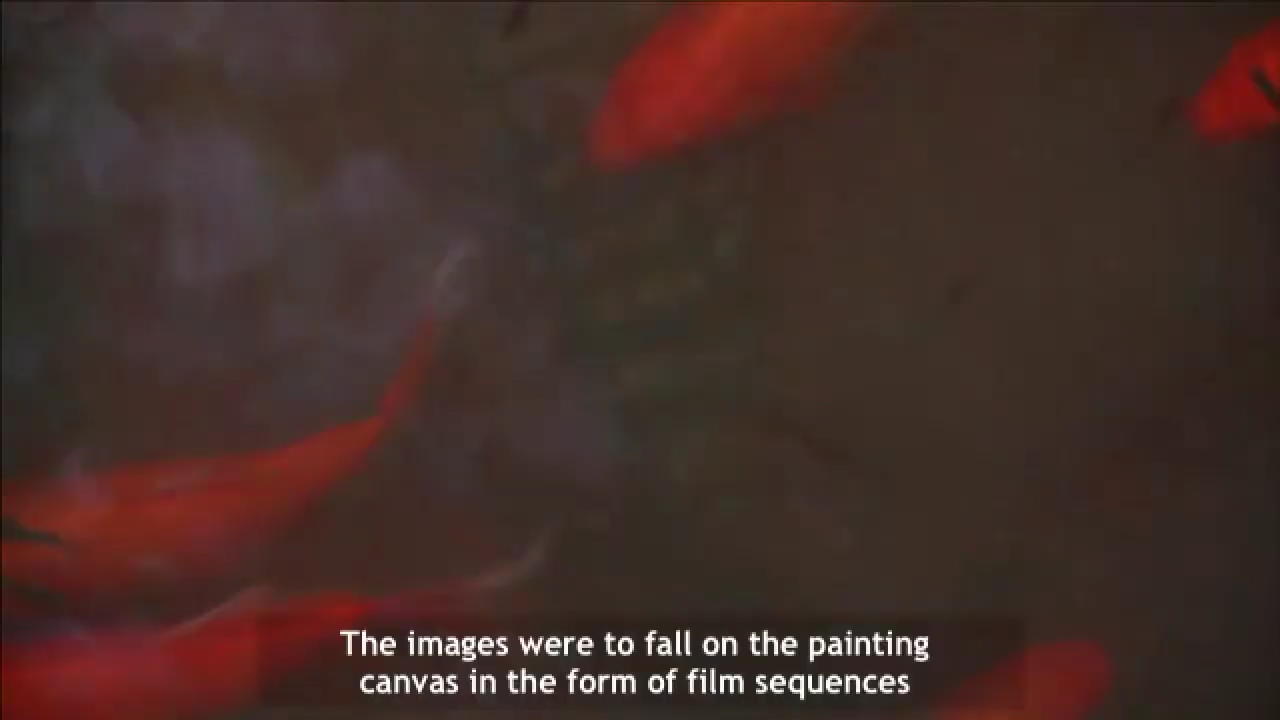 The images were to fall on the painting
canvas in the form of film sequences